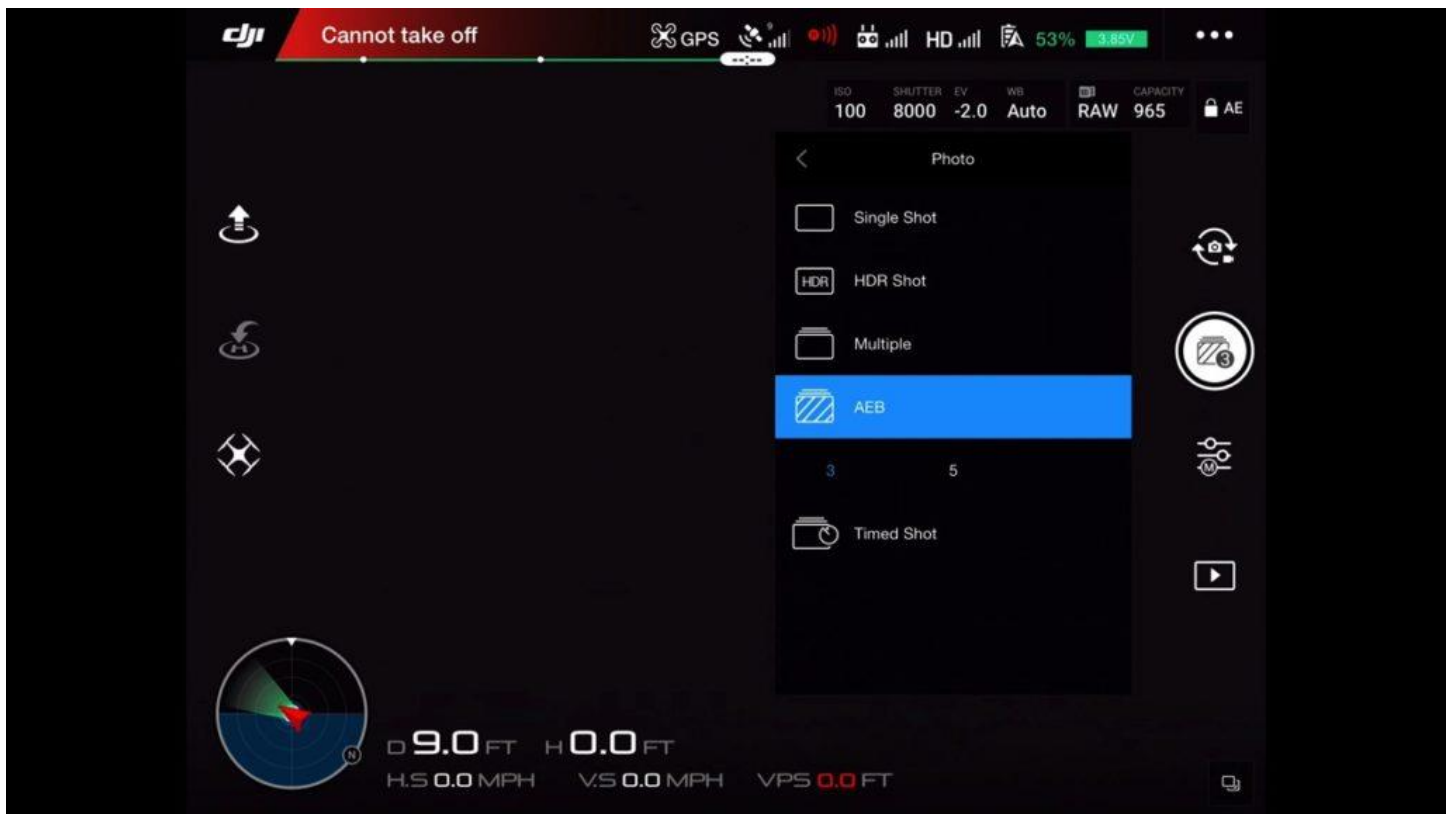 dji Cannot take off GPS 9 HD 53% 3.85V
--:--
ISO SHUTTER EV WB CAPACITY
100 8000 -2.0 Auto RAW 965 AE
Photo
Single Shot
HDR HDR Shot
Multiple
3
AEB
M
3 5
Timed Shot
N
D 9.0 FT H 0.0 FT
H.S 0.0 MPH V.S 0.0 MPH VPS 0.0 FT